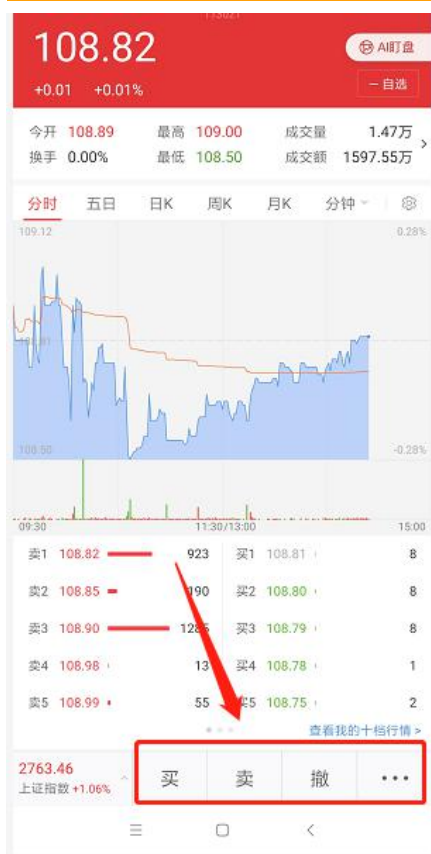 113021
108.82
AI盯盘
+0.01 +0.01%
一自选
今开 108.89 最高 109.00 成交量 1.47万
换手 0.00% 最低 108.50 成交额 1597.55万
分时 五日 日K 周K 月K 分钟
109.12 0.28%
108.81
108.50 -0.28%
09:30 11:30/13:00 15:00
卖1 108.82 923 买1 108.81 8
卖2 108.85 190 买2 108.80 8
卖3 108.90 1285 买3 108.79 8
卖4 108.98 13 买4 108.78 1
卖5 108.99 55 买5 108.75 2
查看我的十档行情 >
2763.46
上证指数 +1.06%
买 卖 撤 •••